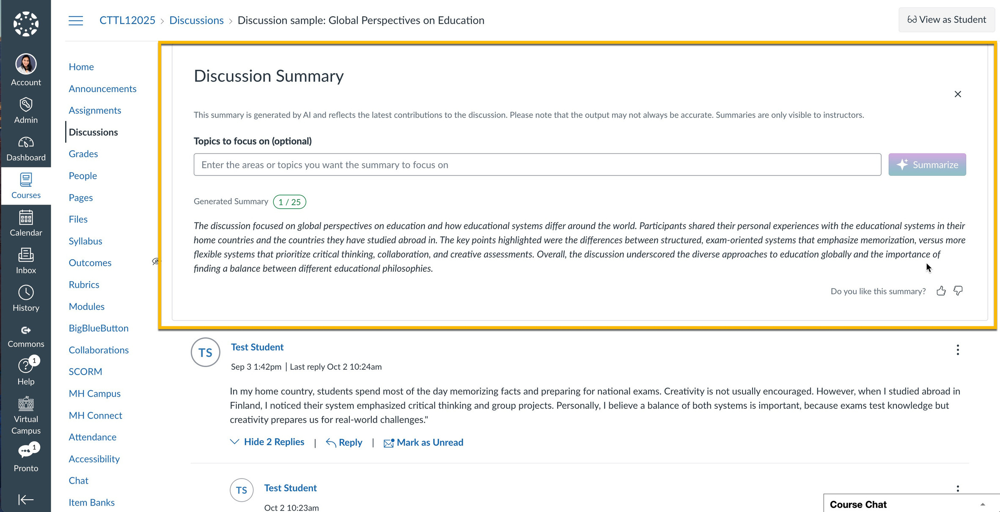 CTTL12025 > Discussions > Discussion sample: Global Perspectives on Education
View as Student
Account
Admin
Dashboard
Courses
Calendar
Inbox
History
Commons
1
Help
Virtual
Campus
1
Pronto
Home
Announcements
Assignments
Discussions
Grades
People
Pages
Files
Syllabus
Outcomes
Rubrics
Modules
BigBlueButton
Collaborations
SCORM
MH Campus
MH Connect
Attendance
Accessibility
Chat
Item Banks
Discussion Summary
This summary is generated by AI and reflects the latest contributions to the discussion. Please note that the output may not always be accurate. Summaries are only visible to instructors.
Topics to focus on (optional)
Enter the areas or topics you want the summary to focus on
Summarize
Generated Summary 1 / 25
The discussion focused on global perspectives on education and how educational systems differ around the world. Participants shared their personal experiences with the educational systems in their
home countries and the countries they have studied abroad in. The key points highlighted were the differences between structured, exam-oriented systems that emphasize memorization, versus more
flexible systems that prioritize critical thinking, collaboration, and creative assessments. Overall, the discussion underscored the diverse approaches to education globally and the importance of
finding a balance between different educational philosophies.
Do you like this summary?
TS
Test Student
Sep 3 1:42pm | Last reply Oct 2 10:24am
In my home country, students spend most of the day memorizing facts and preparing for national exams. Creativity is not usually encouraged. However, when I studied abroad in
Finland, I noticed their system emphasized critical thinking and group projects. Personally, I believe a balance of both systems is important, because exams test knowledge but
creativity prepares us for real-world challenges."
Hide 2 Replies | Reply | Mark as Unread
TS
Test Student
Oct 2 10:23am
Course Chat